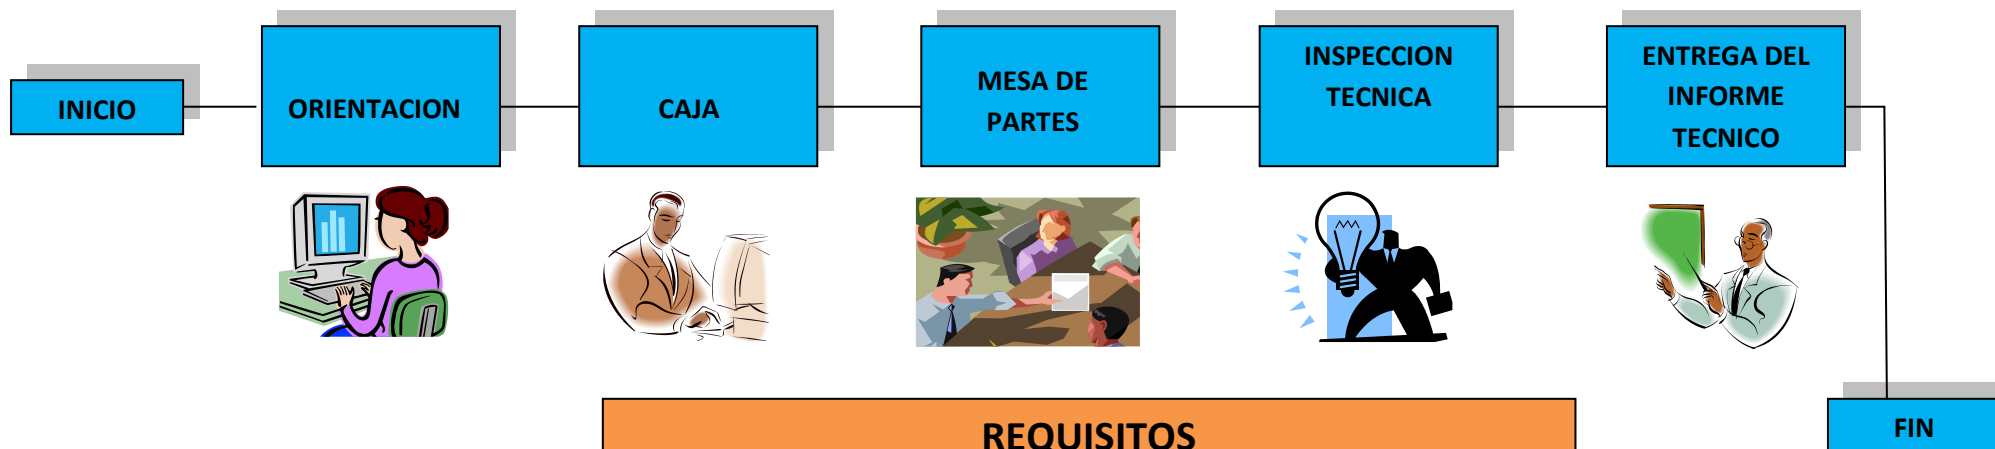 INICIO
ORIENTACION
CAJA
MESA DE
PARTES
INSPECCION
TECNICA
ENTREGA DEL
INFORME
TECNICO
REQUISITOS
FIN